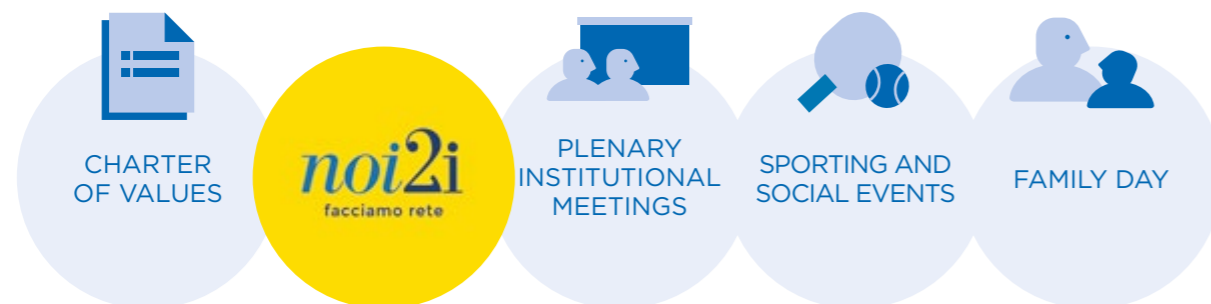 CHARTER
OF VALUES
noi2i
facciamo rete
PLENARY
INSTITUTIONAL
MEETINGS
SPORTING AND
SOCIAL EVENTS
FAMILY DAY